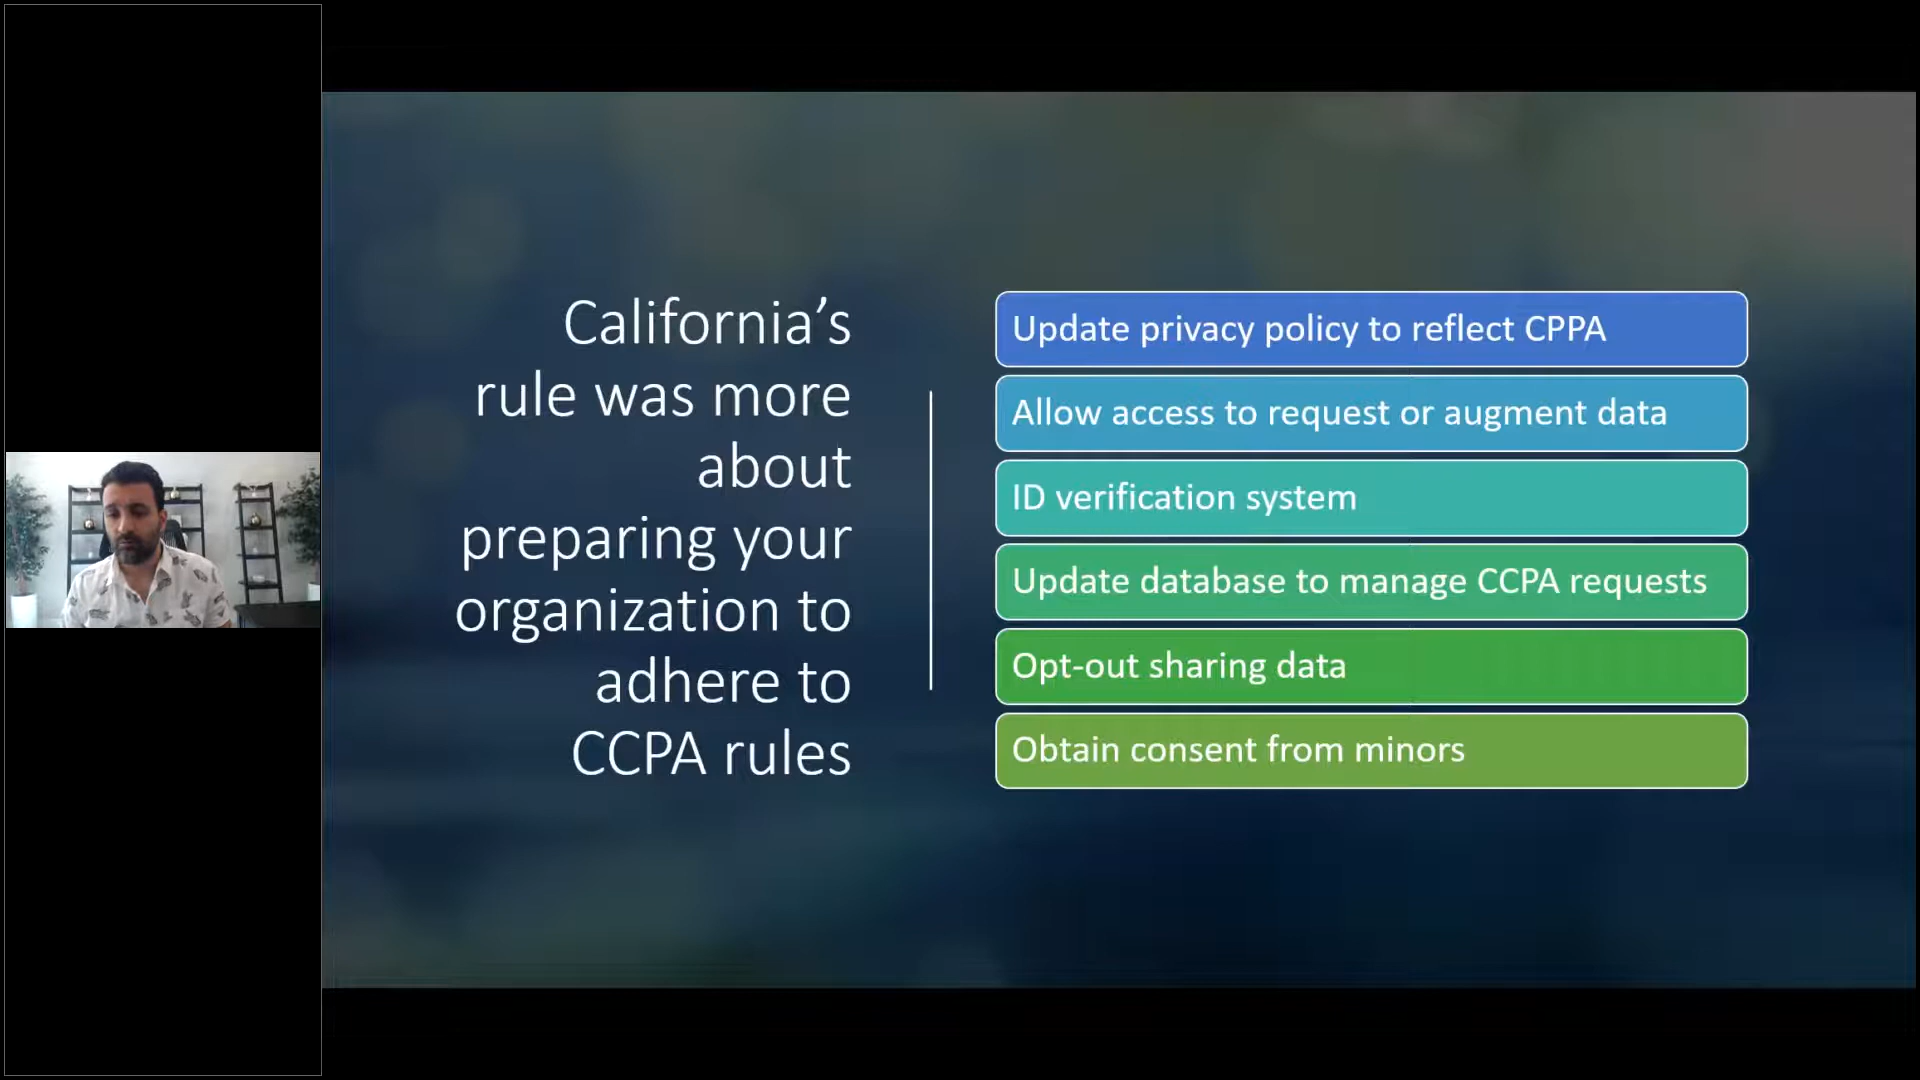 California’s
rule was more
about
preparing your
organization to
adhere to
CCPA rules
Update privacy policy to reflect CPPA
Allow access to request or augment data
ID verification system
Update database to manage CCPA requests
Opt-out sharing data
Obtain consent from minors